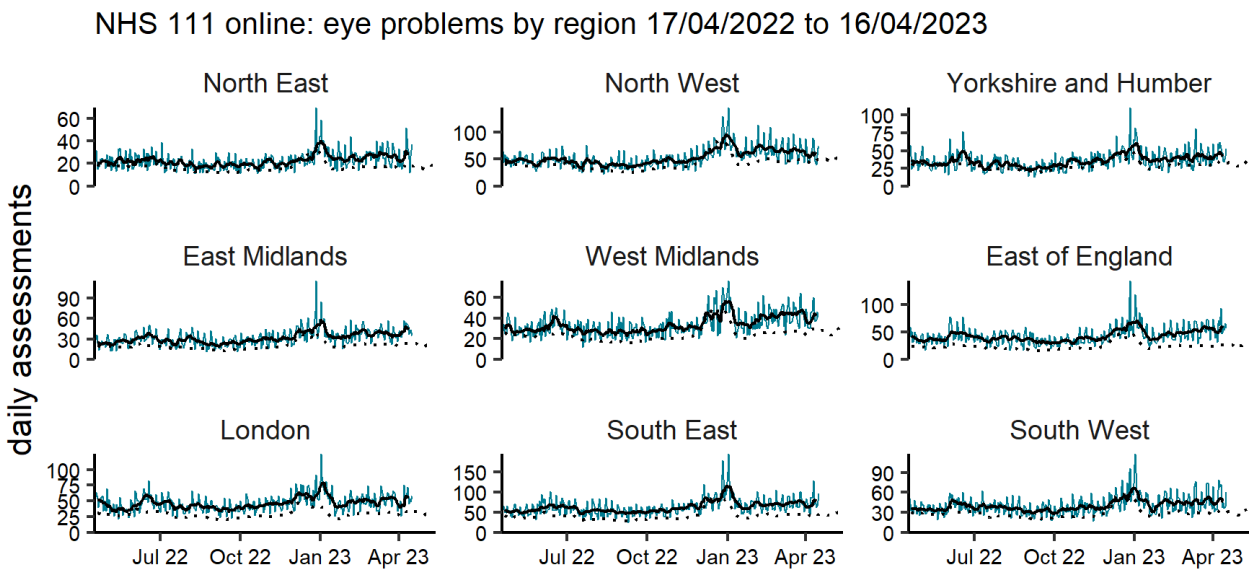 NHS 111 online: eye problems by region 17/04/2022 to 16/04/2023
daily assessments
North East
60
40
20
0
North West
100
50
0
Yorkshire and Humber
100
75
50
25
0
East Midlands
90
60
30
0
West Midlands
60
40
20
0
East of England
100
50
0
London
100
75
50
25
0
South East
150
100
50
0
South West
90
60
30
0
Jul 22 Oct 22 Jan 23 Apr 23
Jul 22 Oct 22 Jan 23 Apr 23
Jul 22 Oct 22 Jan 23 Apr 23